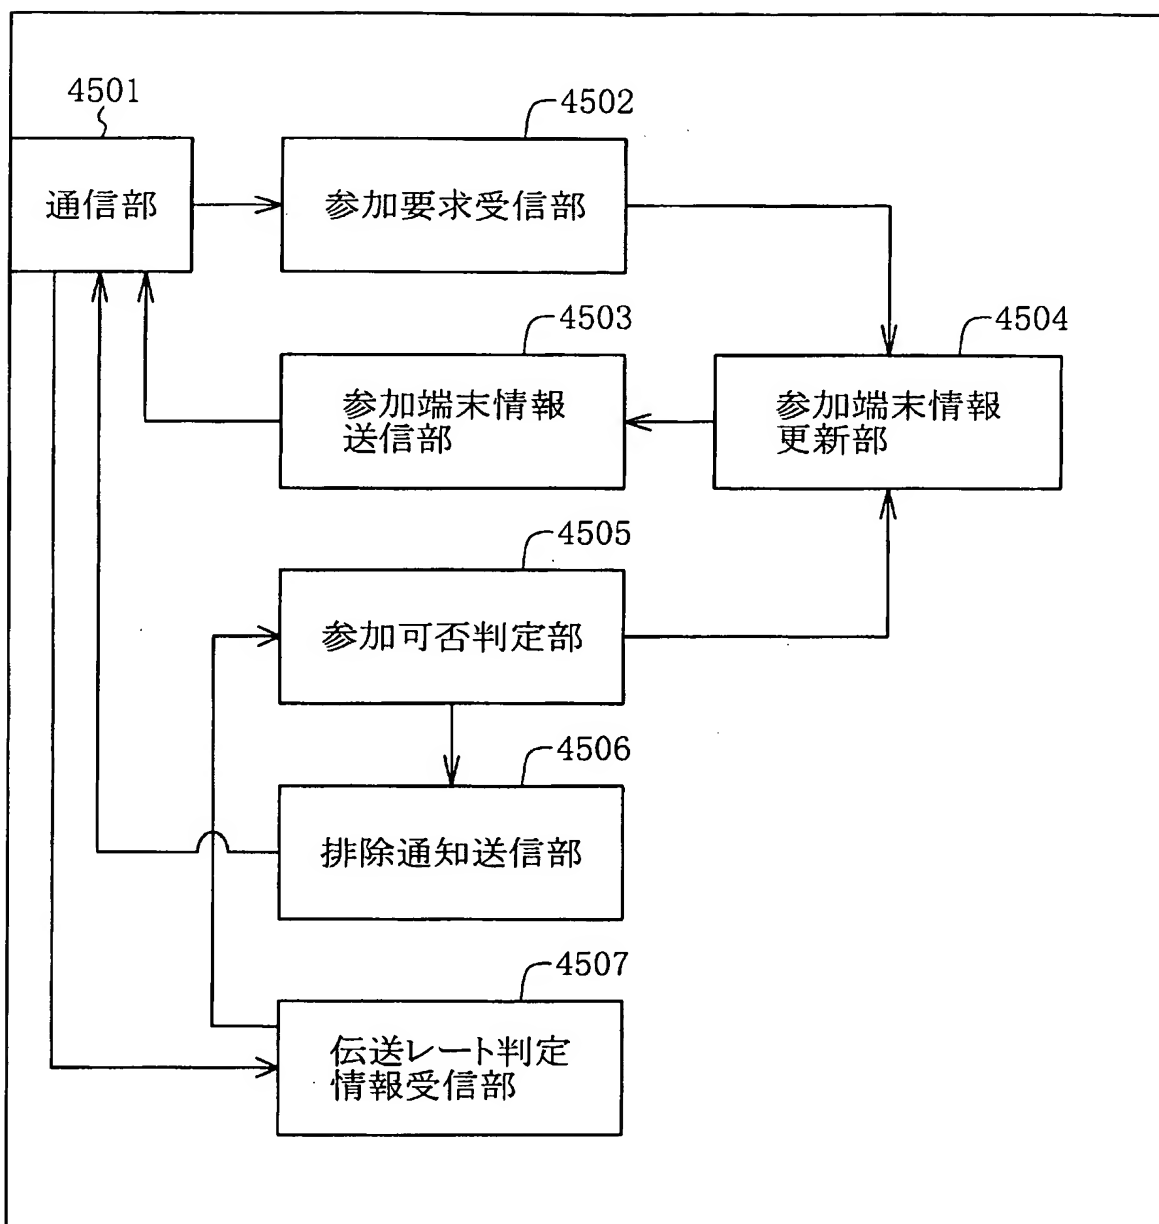 4501
通信部
4502
参加要求受信部
4503
参加端末情報
送信部
4504
参加端末情報
更新部
4505
参加可否判定部
4506
排除通知送信部
4507
伝送レート判定
情報受信部